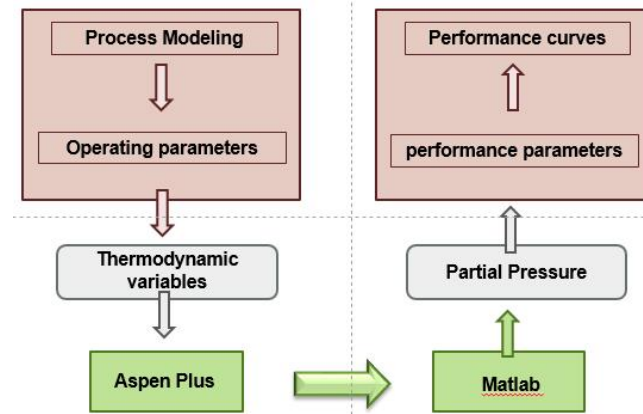 Process Modeling
Operating parameters
Thermodynamic
variables
Aspen Plus
Performance curves
performance parameters
Partial Pressure
Matlab